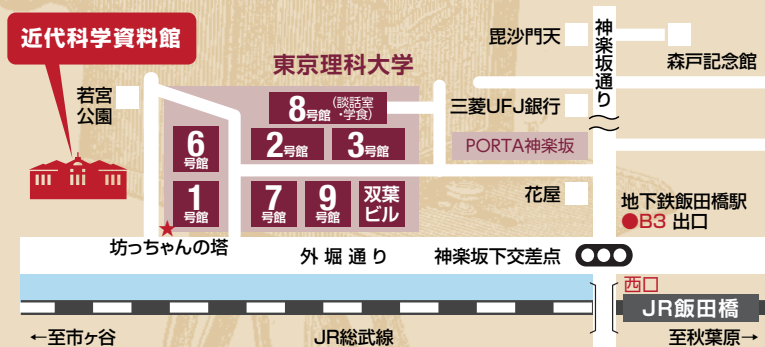 近代科学資料館
毘沙門天
神楽坂通り
森戸記念館
東京理科大学
若宮
公園
8号館
(談話室
・学食)
三菱UFJ銀行
6
号館
2号館
3号館
PORTA神楽坂
1
号館
7
号館
9
号館
双葉
ビル
花屋
地下鉄飯田橋駅
●B3 出口
坊っちゃんの塔
外堀通り
神楽坂下交差点
西口
JR飯田橋
←至市ヶ谷
JR総武線
至秋葉原→